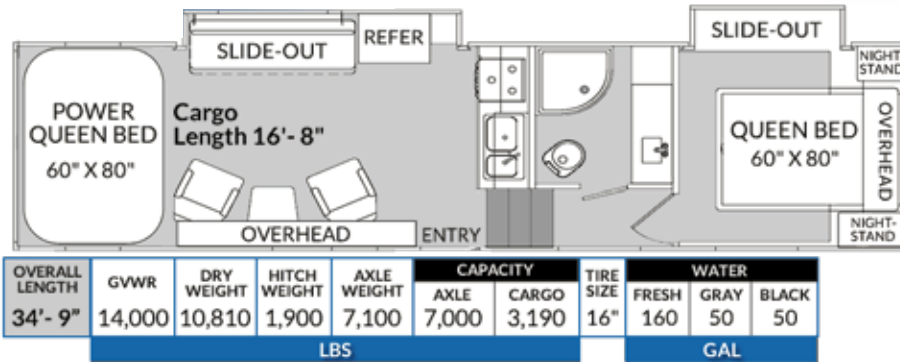 SLIDE-OUT
REFER
SLIDE-OUT
NIGHT
STAND
POWER
QUEEN BED
60" X 80"
Cargo
Length 16'- 8"
QUEEN BED
60" X 80"
OVERHEAD
OVERHEAD
ENTRY
NIGHT-
STAND
OVERALL
LENGTH
34'- 9"
GVWR
14,000
DRY
WEIGHT
10,810
HITCH
WEIGHT
1,900
AXLE
WEIGHT
7,100
CAPACITY
AXLE
7,000
CARGO
3,190
TIRE
SIZE
16"
WATER
FRESH
160
GRAY
50
BLACK
50
LBS
GAL